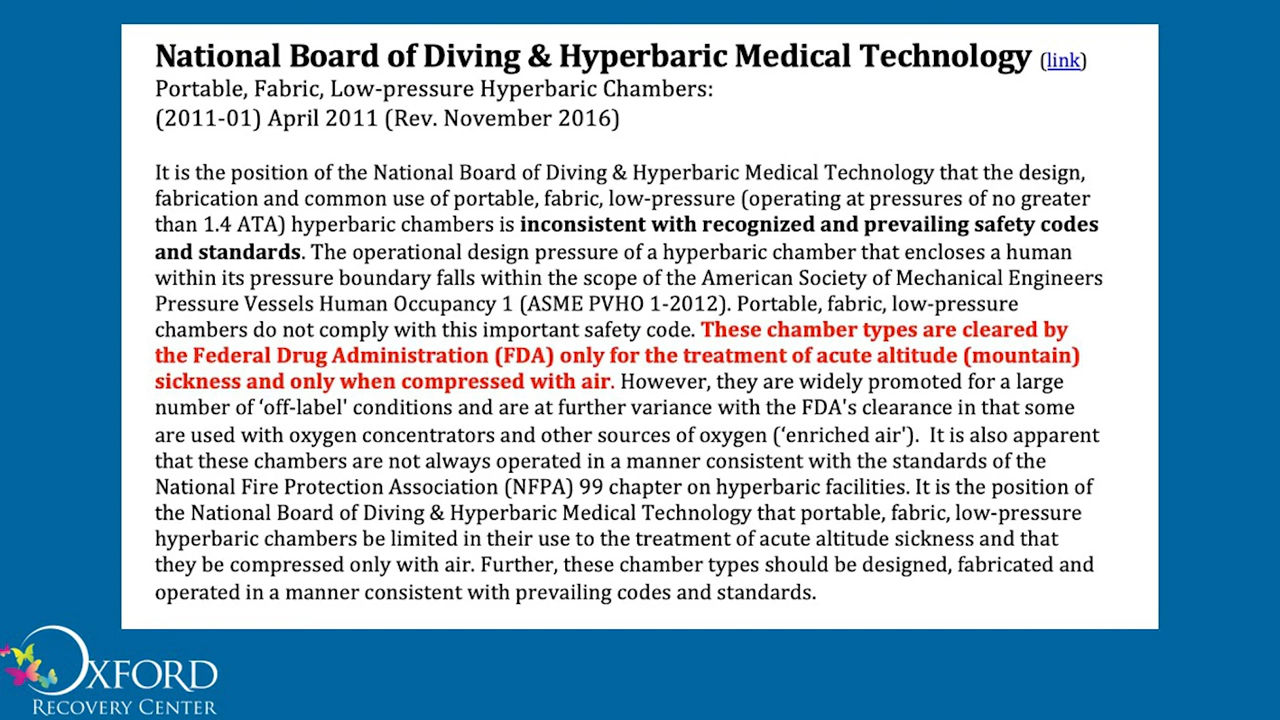 National Board of Diving & Hyperbaric Medical Technology (link)
Portable, Fabric, Low-pressure Hyperbaric Chambers:
(2011-01) April 2011 (Rev. November 2016)
It is the position of the National Board of Diving & Hyperbaric Medical Technology that the design,
fabrication and common use of portable, fabric, low-pressure (operating at pressures of no greater
than 1.4 ATA) hyperbaric chambers is inconsistent with recognized and prevailing safety codes
and standards. The operational design pressure of a hyperbaric chamber that encloses a human
within its pressure boundary falls within the scope of the American Society of Mechanical Engineers
Pressure Vessels Human Occupancy 1 (ASME PVHO 1-2012). Portable, fabric, low-pressure
chambers do not comply with this important safety code. These chamber types are cleared by
the Federal Drug Administration (FDA) only for the treatment of acute altitude (mountain)
sickness and only when compressed with air. However, they are widely promoted for a large
number of ‘off-label' conditions and are at further variance with the FDA's clearance in that some
are used with oxygen concentrators and other sources of oxygen (‘enriched air'). It is also apparent
that these chambers are not always operated in a manner consistent with the standards of the
National Fire Protection Association (NFPA) 99 chapter on hyperbaric facilities. It is the position of
the National Board of Diving & Hyperbaric Medical Technology that portable, fabric, low-pressure
hyperbaric chambers be limited in their use to the treatment of acute altitude sickness and that
they be compressed only with air. Further, these chamber types should be designed, fabricated and
operated in a manner consistent with prevailing codes and standards.
OXFORD
RECOVERY CENTER